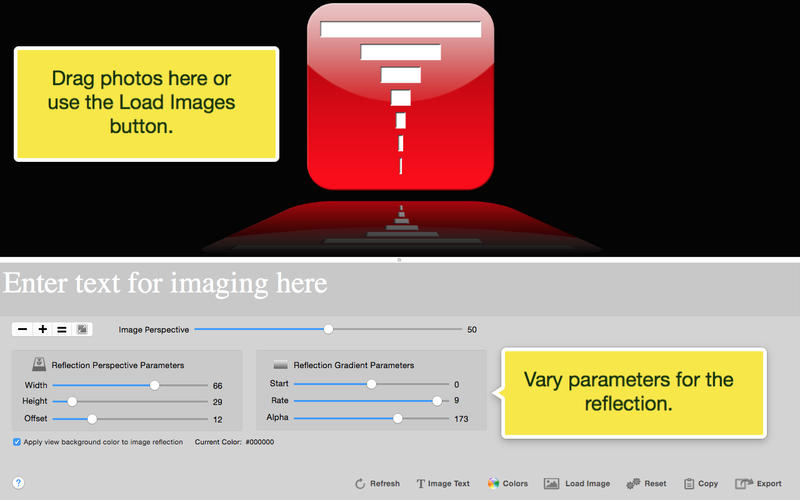 Drag photos here or
use the Load Images
button.
Enter text for imaging here
Image Perspective 50
Reflection Perspective Parameters
Width 66
Height 29
Offset 12
Reflection Gradient Parameters
Start 0
Rate 9
Alpha 173
Vary parameters for the
reflection.
Apply view background color to image reflection Current Color: #000000
? Refresh Image Text Colors Load Image Reset Copy Export